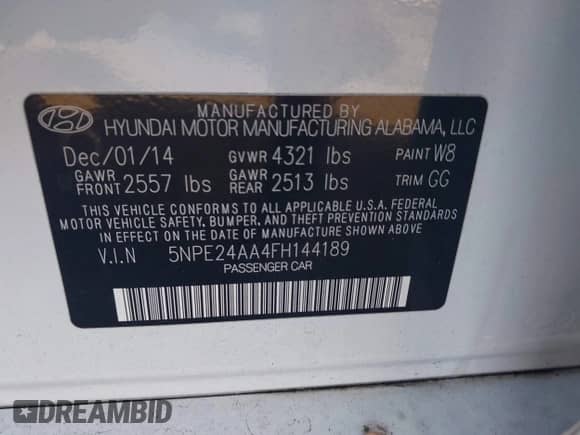 MANUFACTURED BY
HYUNDAI MOTOR MANUFACTURING ALABAMA, LLC
Dec/01/14 GVWR 4321 lbs PAINT W8
GAWR FRONT 2557 lbs GAWR REAR 2513 lbs TRIM GG
THIS VEHICLE CONFORMS TO ALL APPLICABLE U.S.A. FEDERAL
MOTOR VEHICLE SAFETY, BUMPER, AND THEFT PREVENTION STANDARDS
IN EFFECT ON THE DATE OF MANUFACTURE SHOWN ABOVE
V.I.N 5NPE24AA4FH144189
PASSENGER CAR
DREAMBID